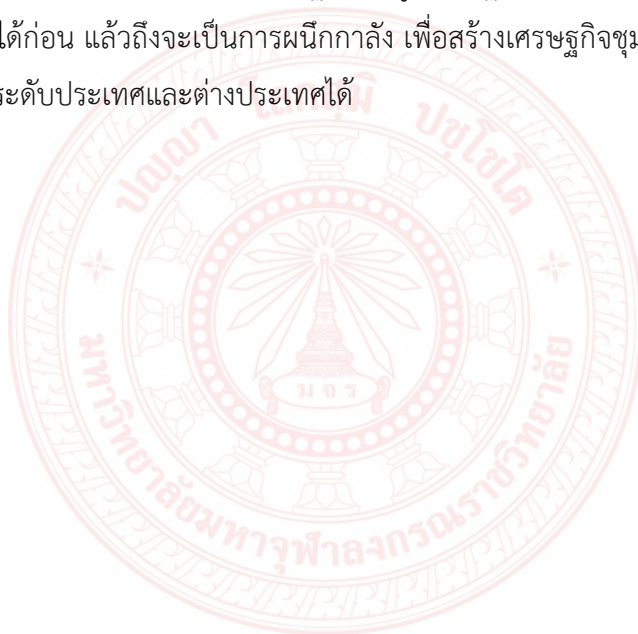 ได้ก่อน แล้วถึงจะเป็นการผนึกกาลัง เพื่อสร้างเศรษฐกิจชุม
ระดับประเทศและต่างประเทศได้
ปญฺญา โลกสฺมิ ปชฺโชโต
ม จ ร
มหาวิทยาลัยมหาจุฬาลงกรณราชวิทยาลัย